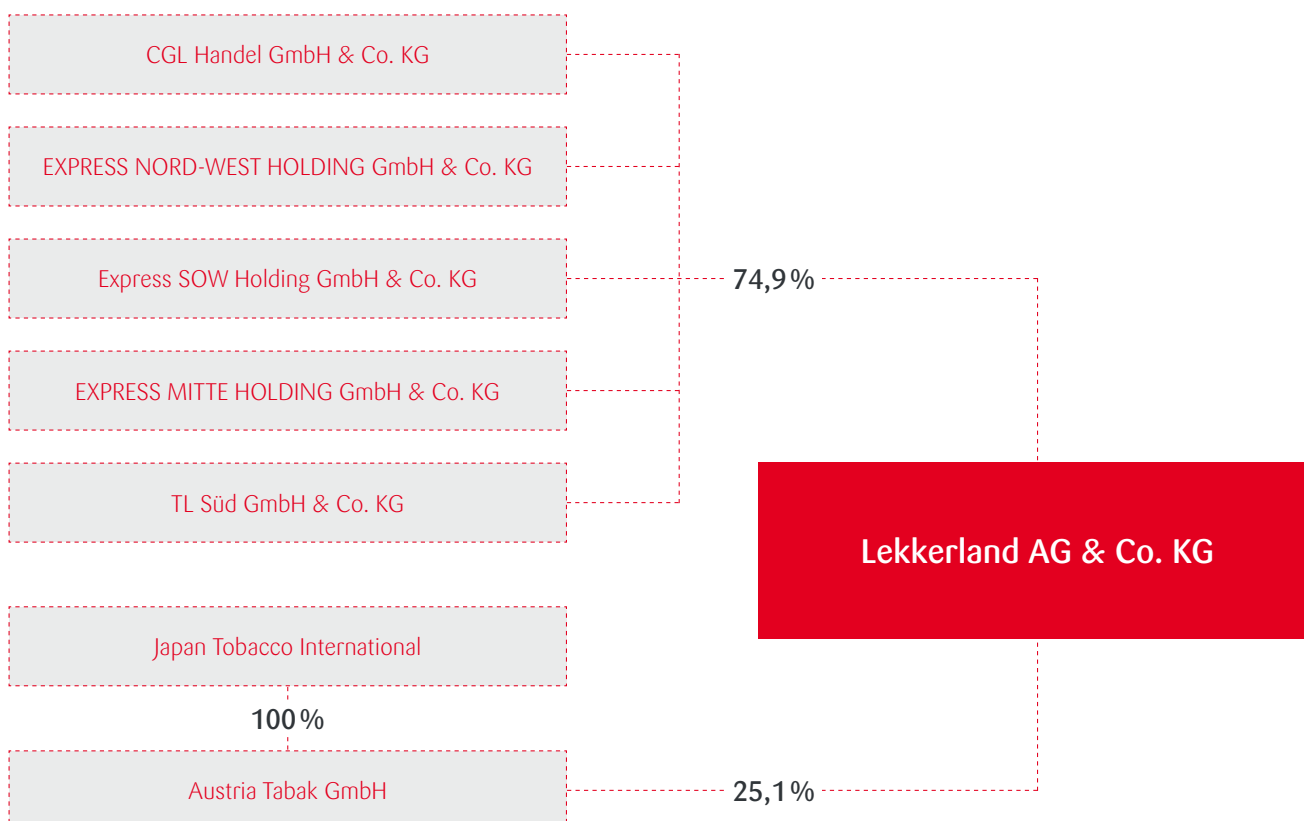 CGL Handel GmbH & Co. KG
EXPRESS NORD-WEST HOLDING GmbH & Co. KG
Express SOW Holding GmbH & Co. KG
74,9 %
EXPRESS MITTE HOLDING GmbH & Co. KG
TL Süd GmbH & Co. KG
Lekkerland AG & Co. KG
Japan Tobacco International
100 %
Austria Tabak GmbH
25,1 %